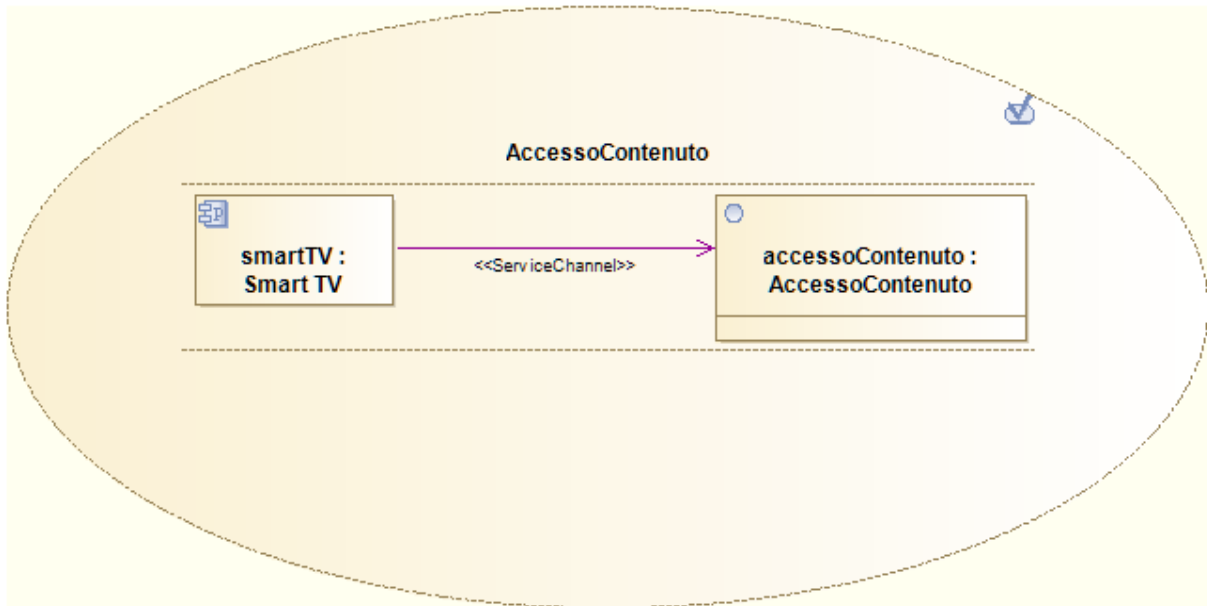 AccessoContenuto
P
smartTV :
Smart TV
<<ServiceChannel>>
accessoContenuto :
AccessoContenuto